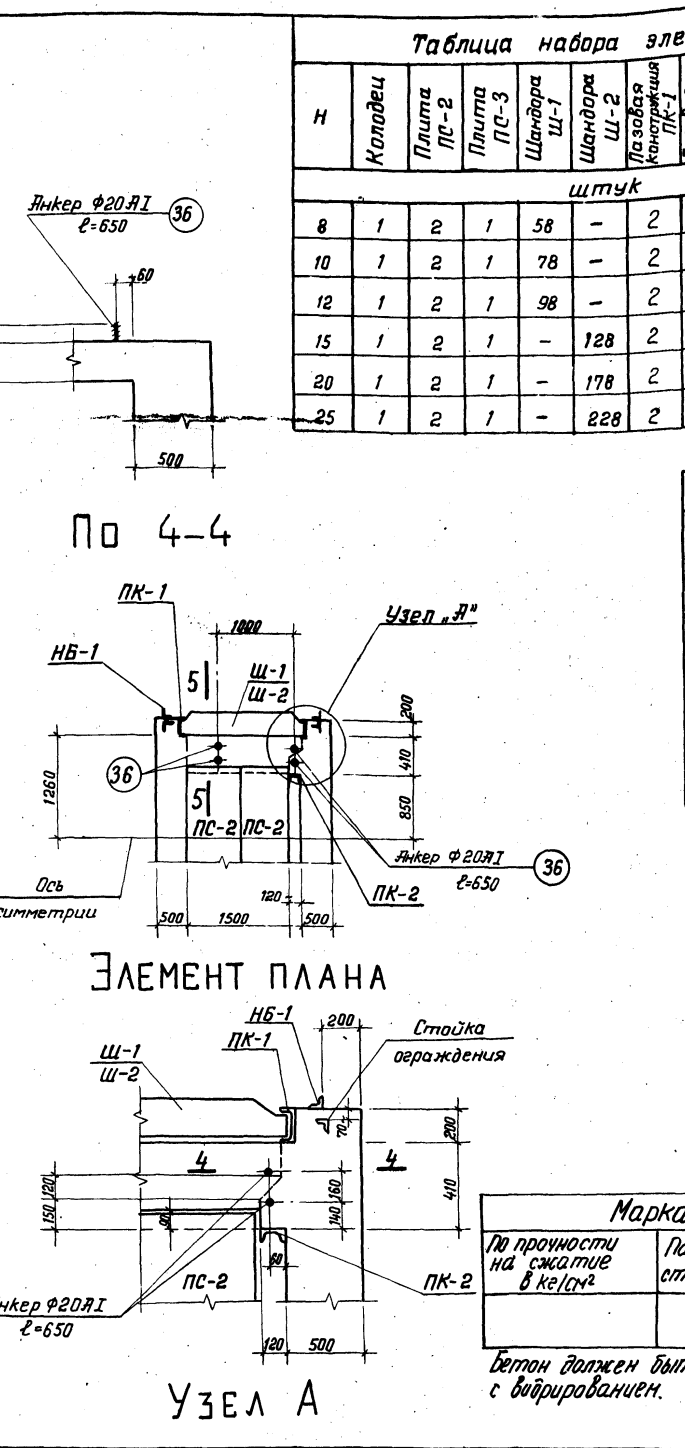 Таблица набора эле
Н
Колодец
Плита ПС-2
Плита ПС-3
Шандора Ш-1
Шандора Ш-2
Пазовая конструкция ПК-1
штук
8 1 2 1 58 – 2
10 1 2 1 78 – 2
12 1 2 1 98 – 2
15 1 2 1 – 128 2
20 1 2 1 – 178 2
25 1 2 1 – 228 2
Анкер Ф20АI 36
ℓ=650
60
500
По 4-4
ПК-1
1000
Узел „А"
НБ-1
5
Ш-1
Ш-2
200
36
410
1260
5
850
ПС-2 ПС-2
Анкер Ф20АI 36
ℓ=650
Ось
симметрии
120
ПК-2
500 1500 500
Элемент плана
НБ-1
200
Стойка
ограждения
ПК-1
Ш-1
Ш-2
70
200
4 4
120
160
410
150
140
90
60
ПС-2
ПК-2
нкер Ф20АI
ℓ=650
120 500
Узел А
Марка
По прочности
на сжатие
в кг/см²
По
ст
Бетон должен быт
с вибрированием.